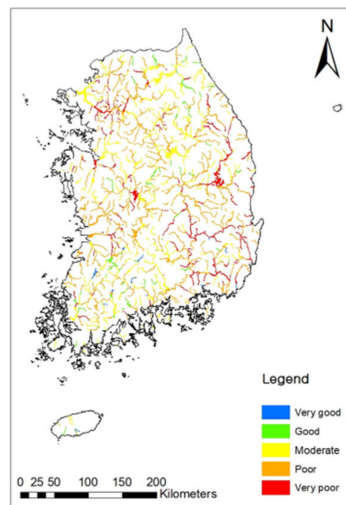 N
Legend
Very good
Good
Moderate
Poor
Very poor
0 25 50 100 150 200
Kilometers